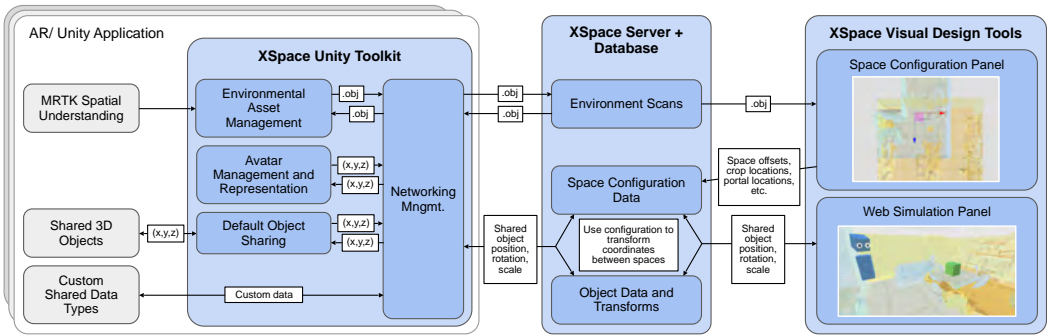 AR/ Unity Application
XSpace Unity Toolkit
MRTK Spatial
Understanding
Environmental
Asset
Management
.obj
.obj
Avatar
Management and
Representation
(x,y,z)
(x,y,z)
Shared 3D
Objects
(x,y,z)
Default Object
Sharing
(x,y,z)
(x,y,z)
Custom
Shared Data
Types
Custom data
Networking
Mngmt.
.obj
.obj
Shared
object
position,
rotation,
scale
XSpace Server +
Database
Environment Scans
Space Configuration
Data
Use configuration to
transform
coordinates
between spaces
Object Data and
Transforms
.obj
Space offsets,
crop locations,
portal locations,
etc.
Shared
object
position,
rotation,
scale
XSpace Visual Design Tools
Space Configuration Panel
Web Simulation Panel